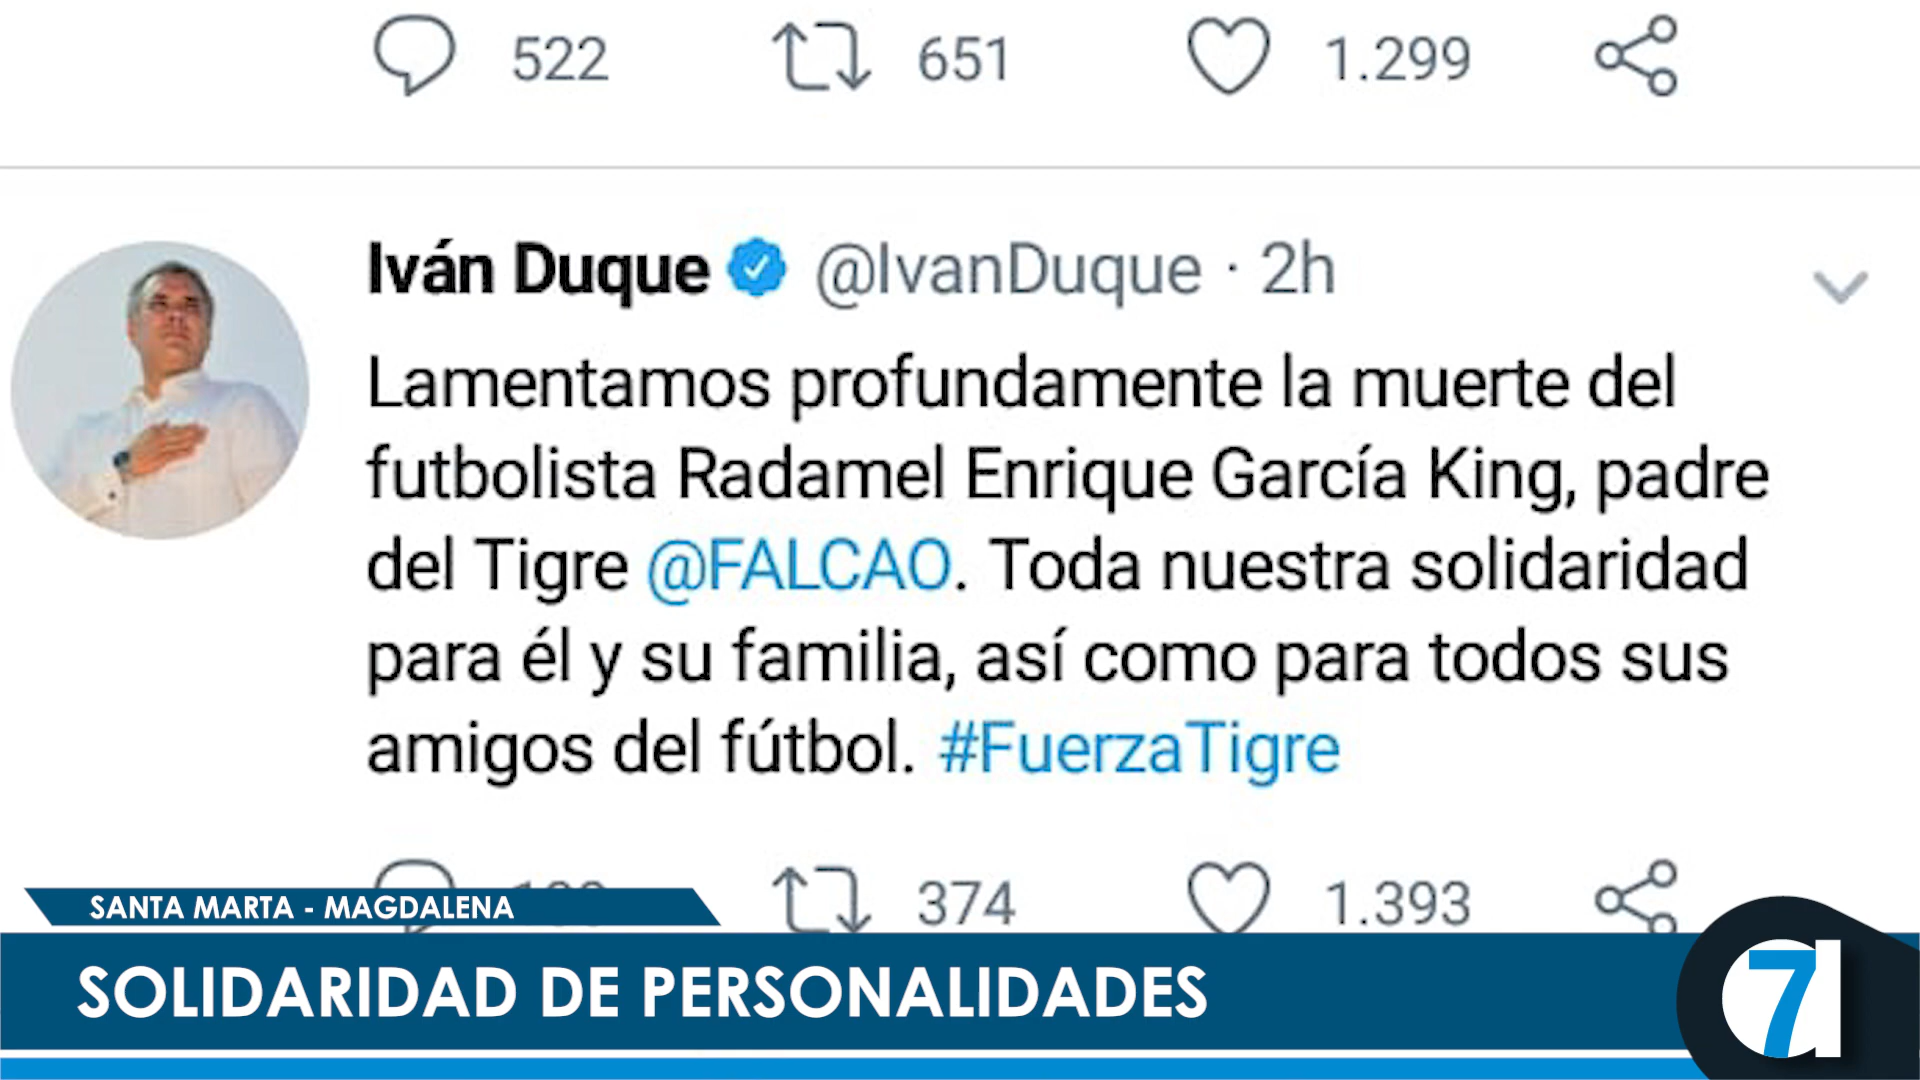 522 651 1.299
Iván Duque @IvanDuque · 2h
Lamentamos profundamente la muerte del
futbolista Radamel Enrique García King, padre
del Tigre @FALCAO. Toda nuestra solidaridad
para él y su familia, así como para todos sus
amigos del fútbol. #FuerzaTigre
374 1.393
SANTA MARTA - MAGDALENA
SOLIDARIDAD DE PERSONALIDADES
a7